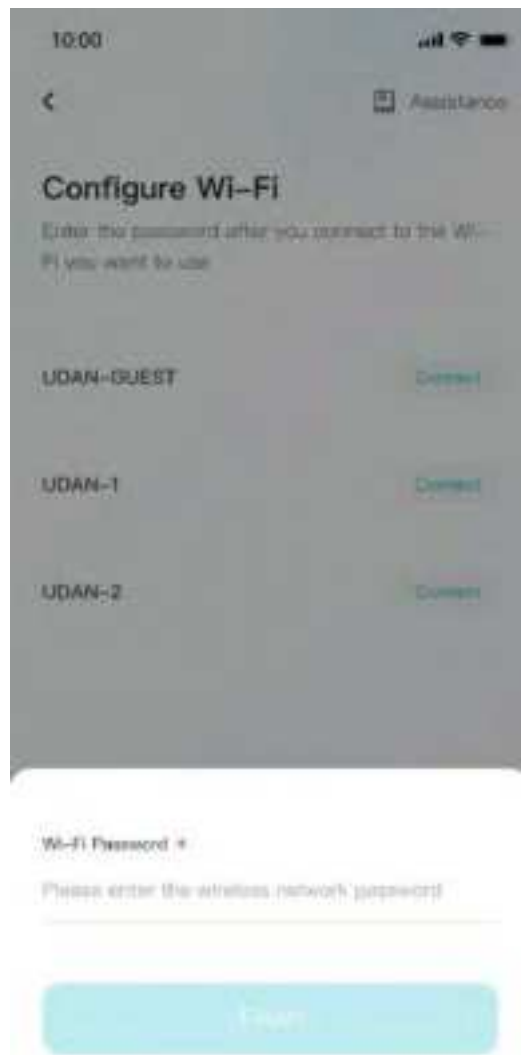 10:00
Assistance
Configure Wi-Fi
Enter the password after you connect to the Wi-
Fi you want to use
UDAN-GUEST
Connect
UDAN-1
Connect
UDAN-2
Connect
Wi-Fi Password *
Please enter the wireless network password